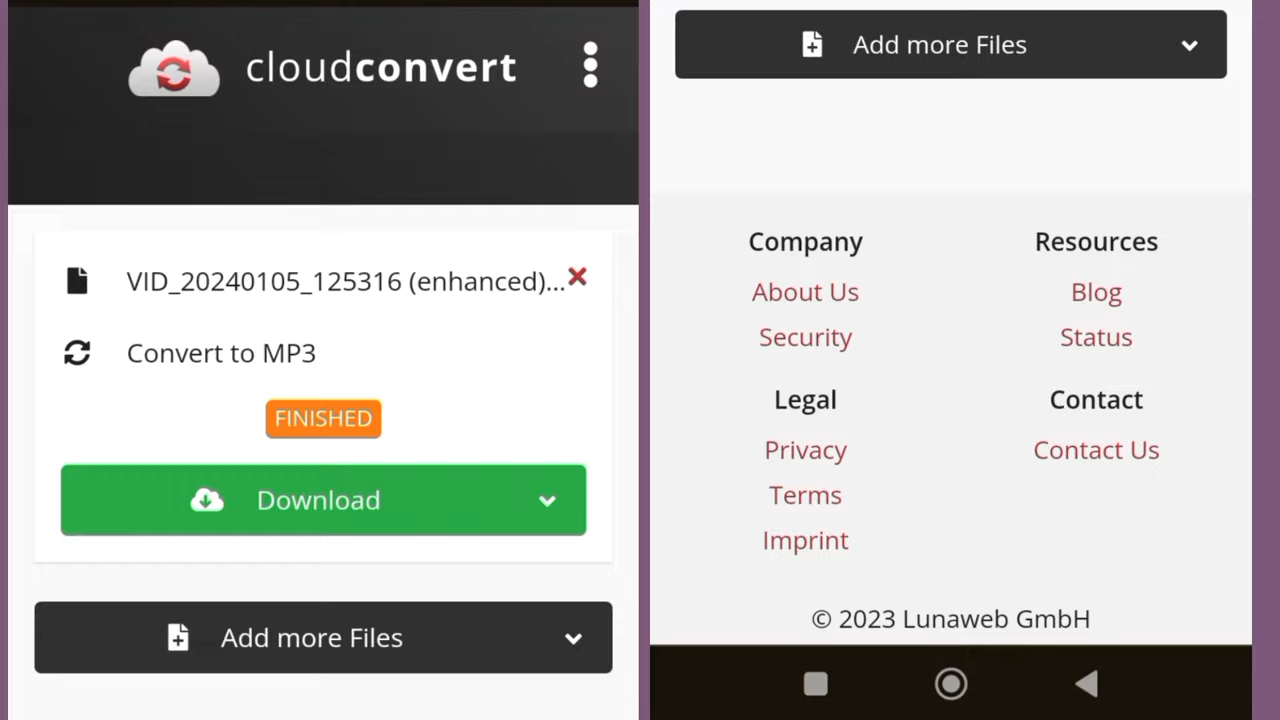 cloudconvert
VID_20240105_125316 (enhanced)...
Convert to MP3
FINISHED
Download
Add more Files
Add more Files
Company
About Us
Security
Resources
Blog
Status
Legal
Privacy
Terms
Imprint
Contact
Contact Us
© 2023 Lunaweb GmbH